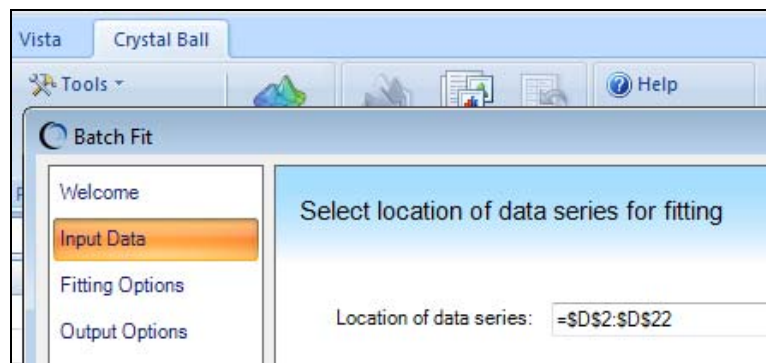 Vista Crystal Ball
Tools Help
Batch Fit
Welcome
Select location of data series for fitting
Input Data
Fitting Options
Location of data series: =$D$2:$D$22
Output Options